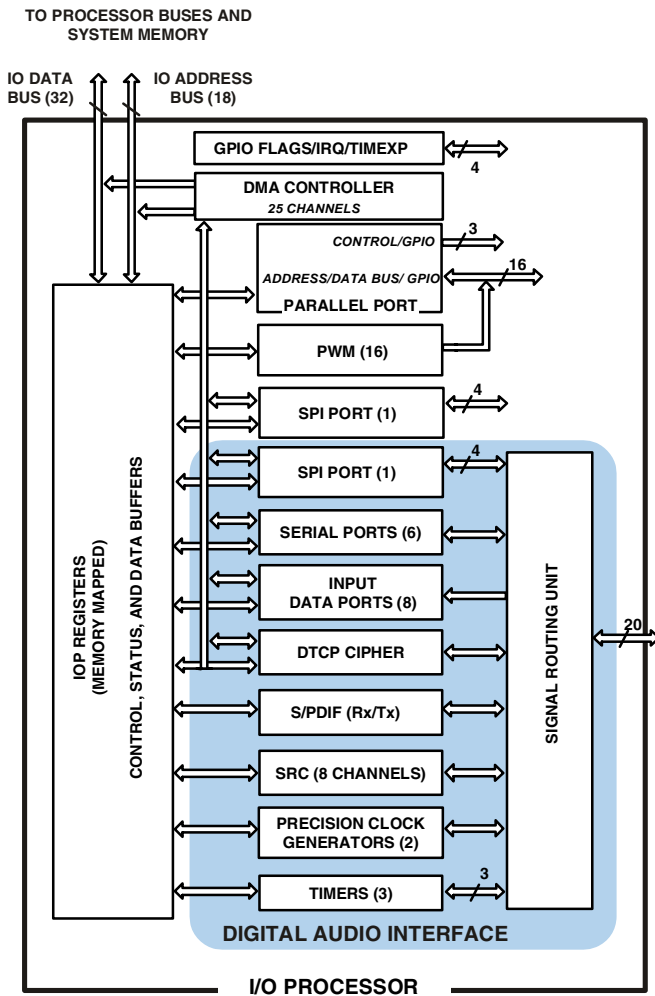 TO PROCESSOR BUSES AND
SYSTEM MEMORY
IO DATA
BUS (32)
IO ADDRESS
BUS (18)
GPIO FLAGS/IRQ/TIMEXP
4
DMA CONTROLLER
25 CHANNELS
CONTROL/GPIO
3
ADDRESS/DATA BUS/ GPIO
16
PARALLEL PORT
PWM (16)
SPI PORT (1)
4
SPI PORT (1)
4
SERIAL PORTS (6)
INPUT
DATA PORTS (8)
DTCP CIPHER
S/PDIF (Rx/Tx)
SRC (8 CHANNELS)
PRECISION CLOCK
GENERATORS (2)
TIMERS (3)
3
IOP REGISTERS
(MEMORY MAPPED)
CONTROL, STATUS, AND DATA BUFFERS
SIGNAL ROUTING UNIT
20
DIGITAL AUDIO INTERFACE
I/O PROCESSOR